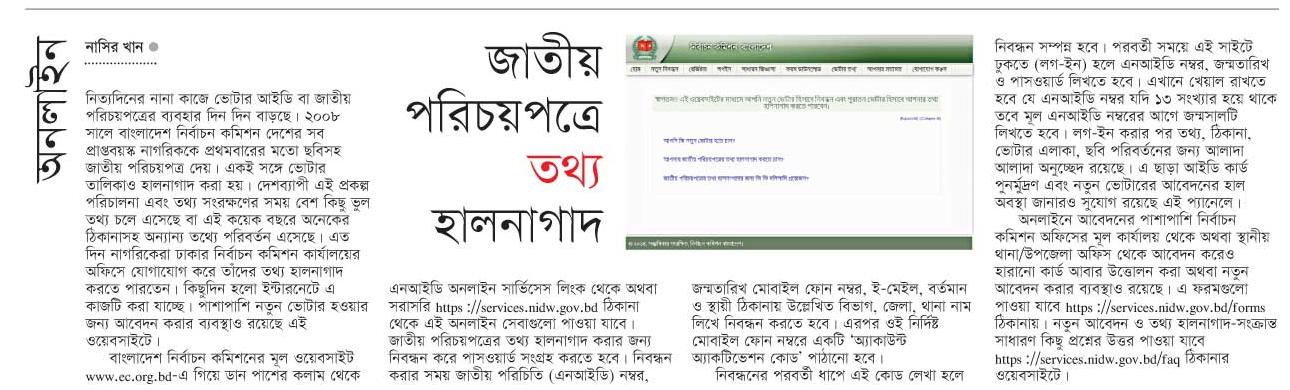 অনলাইন
নাসির খান
নিত্যদিনের নানা কাজে ভোটার আইডি বা জাতীয়
পরিচয়পত্রের ব্যবহার দিন দিন বাড়ছে। ২০০৮
সালে বাংলাদেশ নির্বাচন কমিশন দেশের সব
প্রাপ্তবয়স্ক নাগরিককে প্রথমবারের মতো ছবিসহ
জাতীয় পরিচয়পত্র দেয়। একই সঙ্গে ভোটার
তালিকাও হালনাগাদ করা হয়। দেশব্যাপী এই প্রকল্প
পরিচালনা এবং তথ্য সংরক্ষণের সময় বেশ কিছু ভুল
তথ্য চলে এসেছে বা এই কয়েক বছরে অনেকের
ঠিকানাসহ অন্যান্য তথ্যে পরিবর্তন এসেছে। এত
দিন নাগরিকেরা ঢাকার নির্বাচন কমিশন কার্যালয়ের
অফিসে যোগাযোগ করে তাঁদের তথ্য হালনাগাদ
করতে পারতেন। কিছুদিন হলো ইন্টারনেটে এ
কাজটি করা যাচ্ছে। পাশাপাশি নতুন ভোটার হওয়ার
জন্য আবেদন করার ব্যবস্থাও রয়েছে এই
ওয়েবসাইটে।
বাংলাদেশ নির্বাচন কমিশনের মূল ওয়েবসাইট
www.ec.org.bd-এ গিয়ে ডান পাশের কলাম থেকে
জাতীয়
পরিচয়পত্রে
তথ্য
হালনাগাদ
এনআইডি অনলাইন সার্ভিসেস লিংক থেকে অথবা
সরাসরি https ://services.nidw.gov.bd ঠিকানা
থেকে এই অনলাইন সেবাগুলো পাওয়া যাবে।
জাতীয় পরিচয়পত্রের তথ্য হালনাগাদ করার জন্য
নিবন্ধন করে পাসওয়ার্ড সংগ্রহ করতে হবে। নিবন্ধন
করার সময় জাতীয় পরিচিতি (এনআইডি) নম্বর,
আপনি কি নতুন ভোটার হতে চান?
আপনার জাতীয় পরিচয়পত্রের তথ্য হালনাগাদ করতে চান?
জন্মতারিখ মোবাইল ফোন নম্বর, ই-মেইল, বর্তমান
ও স্থায়ী ঠিকানায় উল্লেখিত বিভাগ, জেলা, থানা নাম
লিখে নিবন্ধন করতে হবে। এরপর ওই নির্দিষ্ট
মোবাইল ফোন নম্বরে একটি ‘অ্যাকাউন্ট
অ্যাকটিভেশন কোড’ পাঠানো হবে।
নিবন্ধনের পরবর্তী ধাপে এই কোড লেখা হলে
নিবন্ধন সম্পন্ন হবে। পরবর্তী সময়ে এই সাইটে
ঢুকতে (লগ-ইন) হলে এনআইডি নম্বর, জন্মতারিখ
ও পাসওয়ার্ড লিখতে হবে। এখানে খেয়াল রাখতে
হবে যে এনআইডি নম্বর যদি ১৩ সংখ্যার হয়ে থাকে
তবে মূল এনআইডি নম্বরের আগে জন্মসালটি
লিখতে হবে। লগ-ইন করার পর তথ্য, ঠিকানা,
ভোটার এলাকা, ছবি পরিবর্তনের জন্য আলাদা
আলাদা অনুচ্ছেদ রয়েছে। এ ছাড়া আইডি কার্ড
পুনর্মুদ্রণ এবং নতুন ভোটারের আবেদনের হাল
অবস্থা জানারও সুযোগ রয়েছে এই প্যানেলে।
অনলাইনে আবেদনের পাশাপাশি নির্বাচন
কমিশন অফিসের মূল কার্যালয় থেকে অথবা স্থানীয়
থানা/উপজেলা অফিস থেকে আবেদন করেও
হারানো কার্ড আবার উত্তোলন করা অথবা নতুন
আবেদন করার ব্যবস্থাও রয়েছে। এ ফরমগুলো
পাওয়া যাবে https ://services.nidw.gov.bd/forms
ঠিকানায়। নতুন আবেদন ও তথ্য হালনাগাদ-সংক্রান্ত
সাধারণ কিছু প্রশ্নের উত্তর পাওয়া যাবে
https ://services.nidw.gov.bd/faq ঠিকানার
ওয়েবসাইটে।